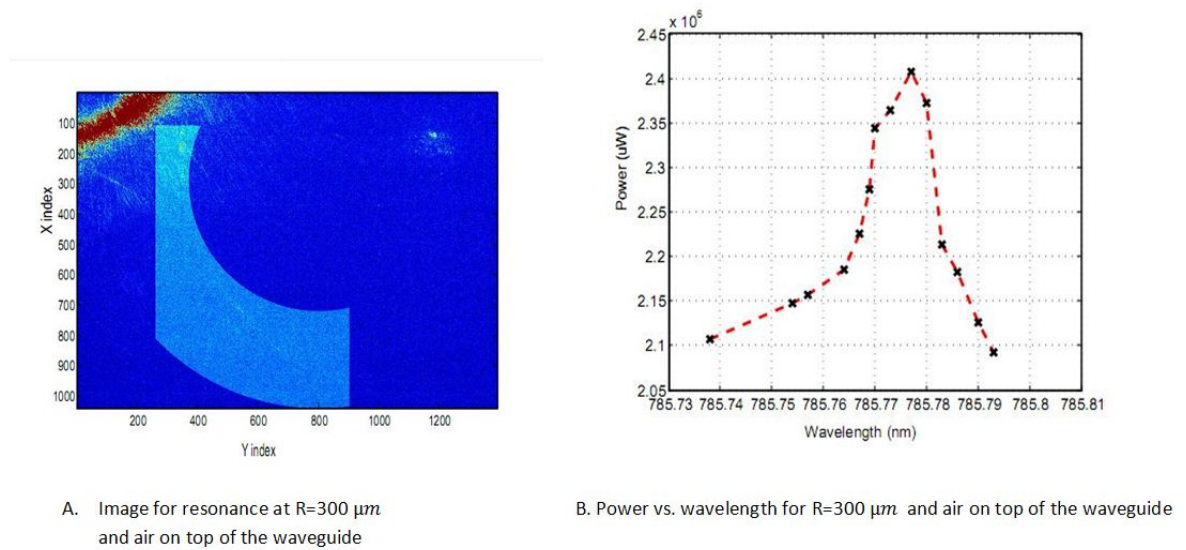 x 10⁶
2.45
2.4
2.35
2.3
2.25
2.2
2.15
2.1
2.05
Power (uW)
785.73 785.74 785.75 785.76 785.77 785.78 785.79 785.8 785.81
Wavelength (nm)
100
200
300
400
500
600
700
800
900
1000
X index
200 400 600 800 1000 1200
Y index
A. Image for resonance at R=300 μm
and air on top of the waveguide
B. Power vs. wavelength for R=300 μm and air on top of the waveguide